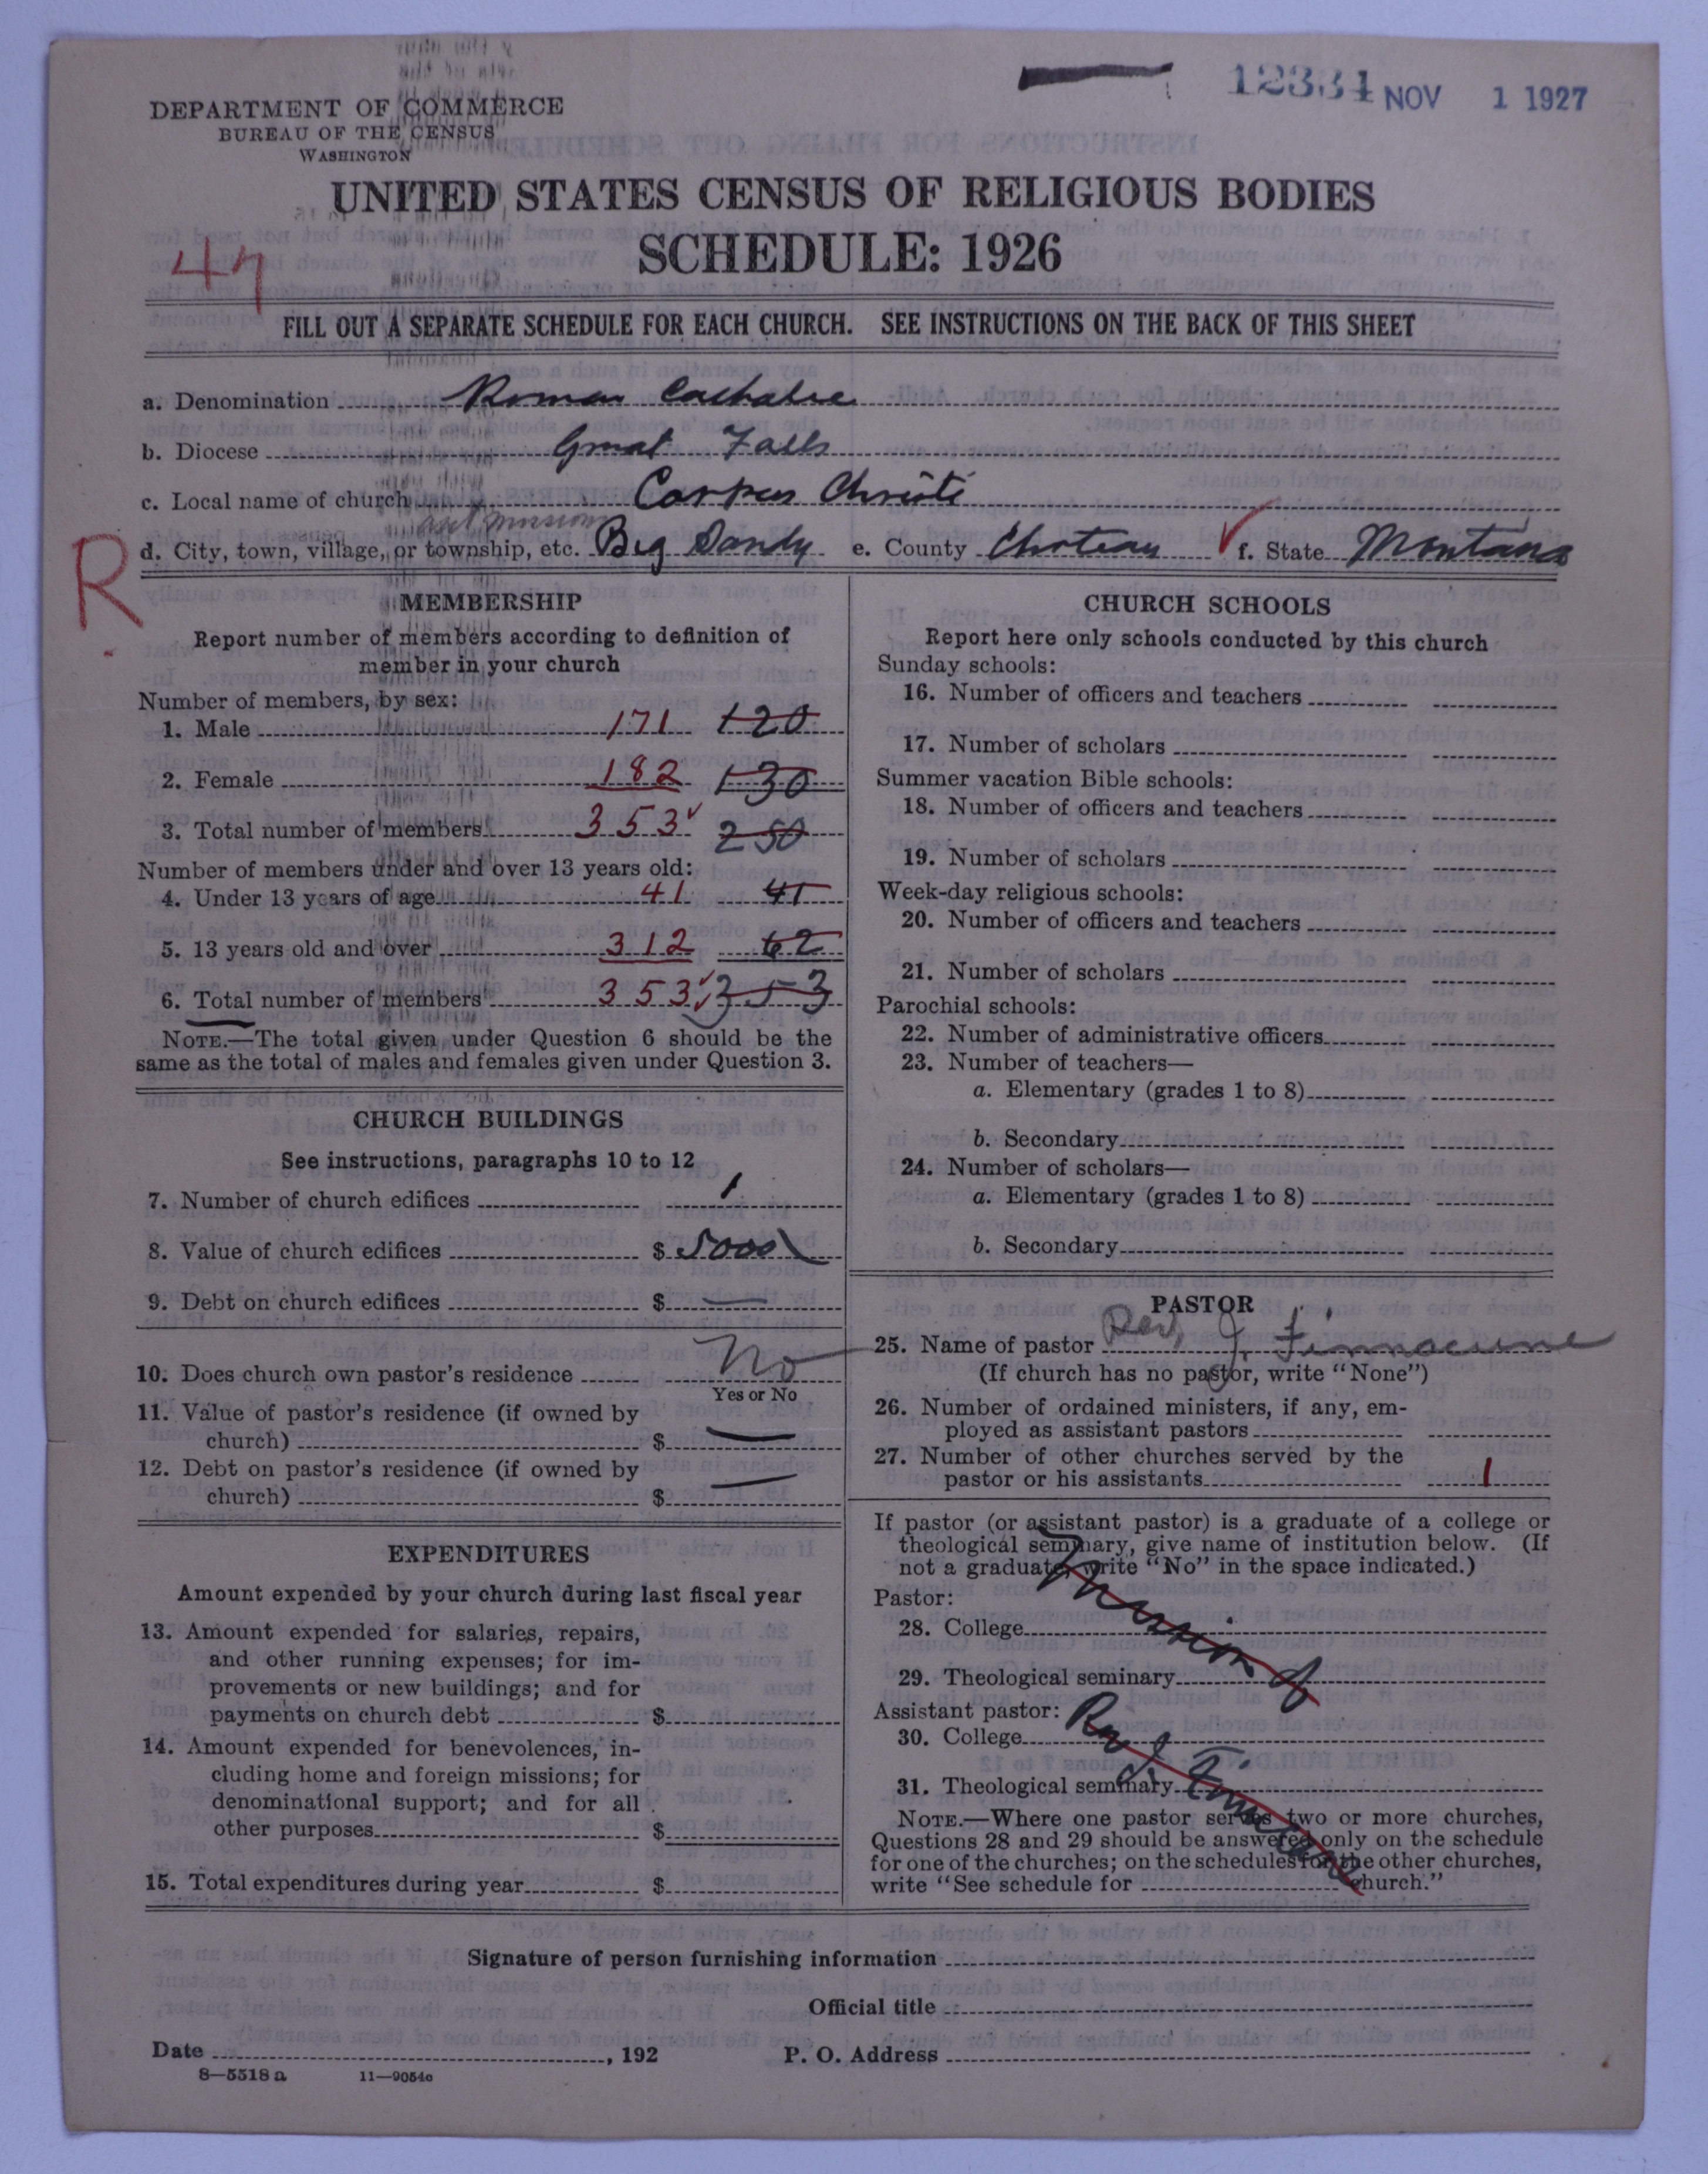 12334 NOV 1 1927
DEPARTMENT OF COMMERCE
BUREAU OF THE CENSUS
WASHINGTON
UNITED STATES CENSUS OF RELIGIOUS BODIES
SCHEDULE: 1926
47
FILL OUT A SEPARATE SCHEDULE FOR EACH CHURCH. SEE INSTRUCTIONS ON THE BACK OF THIS SHEET
a. Denomination Roman Catholic
b. Diocese Great Falls
c. Local name of church Corpus Christi
and missions
R d. City, town, village, or township, etc. Big Sandy e. County Choteau ✓ f. State Montana
MEMBERSHIP
Report number of members according to definition of
member in your church
Number of members, by sex:
1. Male 171 120
2. Female 182 130
3. Total number of members 353 ✓ 250
Number of members under and over 13 years old:
4. Under 13 years of age 41 41
5. 13 years old and over 312 62
6. Total number of members 353 ✓ 353
NOTE.—The total given under Question 6 should be the
same as the total of males and females given under Question 3.
CHURCH BUILDINGS
See instructions, paragraphs 10 to 12
7. Number of church edifices 1
8. Value of church edifices $ 5000
9. Debt on church edifices $ —
10. Does church own pastor's residence No
Yes or No
11. Value of pastor's residence (if owned by
church) $ —
12. Debt on pastor's residence (if owned by
church) $ —
EXPENDITURES
Amount expended by your church during last fiscal year
13. Amount expended for salaries, repairs,
and other running expenses; for im-
provements or new buildings; and for
payments on church debt $
14. Amount expended for benevolences, in-
cluding home and foreign missions; for
denominational support; and for all
other purposes $
15. Total expenditures during year $
CHURCH SCHOOLS
Report here only schools conducted by this church
Sunday schools:
16. Number of officers and teachers
17. Number of scholars
Summer vacation Bible schools:
18. Number of officers and teachers
19. Number of scholars
Week-day religious schools:
20. Number of officers and teachers
21. Number of scholars
Parochial schools:
22. Number of administrative officers
23. Number of teachers—
a. Elementary (grades 1 to 8)
b. Secondary
24. Number of scholars—
a. Elementary (grades 1 to 8)
b. Secondary
PASTOR
25. Name of pastor Rev. J.
(If church has no pastor, write "None")
26. Number of ordained ministers, if any, em-
ployed as assistant pastors
27. Number of other churches served by the
pastor or his assistants 1
If pastor (or assistant pastor) is a graduate of a college or
theological seminary, give name of institution below. (If
not a graduate, write "No" in the space indicated.)
Mission of
Pastor:
28. College
29. Theological seminary
Assistant pastor:
Rev J.
30. College
31. Theological seminary
NOTE.—Where one pastor serves two or more churches,
Questions 28 and 29 should be answered only on the schedule
for one of the churches; on the schedules for the other churches,
write "See schedule for church."
Signature of person furnishing information
Official title
Date , 192 P. O. Address
8—5518 a 11—9054c